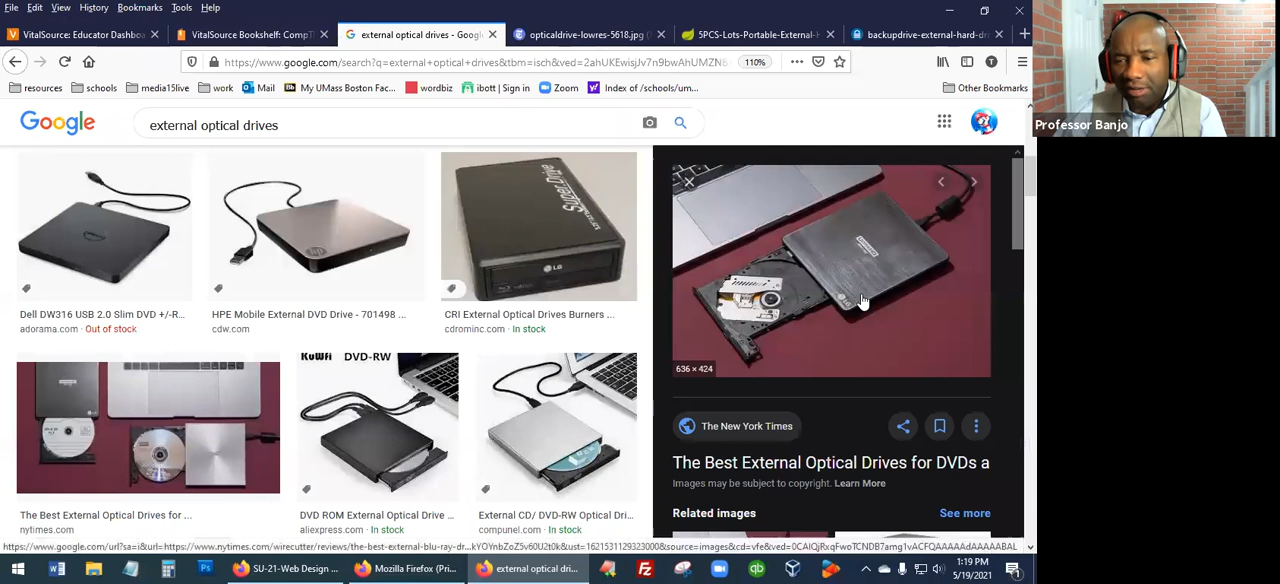 File Edit View History Bookmarks Tools Help
VitalSource: Educator Dashbo
VitalSource Bookshelf: CompT
external optical drives - Googl
opticaldrive-lowres-5618.jpg (
5PCS-Lots-Portable-External-H
backupdrive-external-hard-dri
https://www.google.com/search?q=external+optical+drives&tbm=isch&ved=2ahUKEwisjJv7n9bwAhUMZNB
110%
resources
schools
media15live
work
Mail
My UMass Boston Fac...
wordbiz
ibott | Sign in
Zoom
Index of /schools/um...
Other Bookmarks
Google
external optical drives
Professor Banjo
Super Drive
LG
Dell DW316 USB 2.0 Slim DVD +/-R...
adorama.com - Out of stock
HPE Mobile External DVD Drive - 701498 ...
cdw.com
CRI External Optical Drives Burners ...
cdrominc.com - In stock
636 × 424
The New York Times
The Best External Optical Drives for DVDs a
Images may be subject to copyright. Learn More
Related images
See more
KuWfi DVD-RW
The Best External Optical Drives for ...
nytimes.com
DVD ROM External Optical Drive ...
aliexpress.com - In stock
External CD/ DVD-RW Optical Dri...
compunel.com - In stock
SU-21-Web Design ...
Mozilla Firefox (Pri...
external optical dri...
1:19 PM
5/19/2021